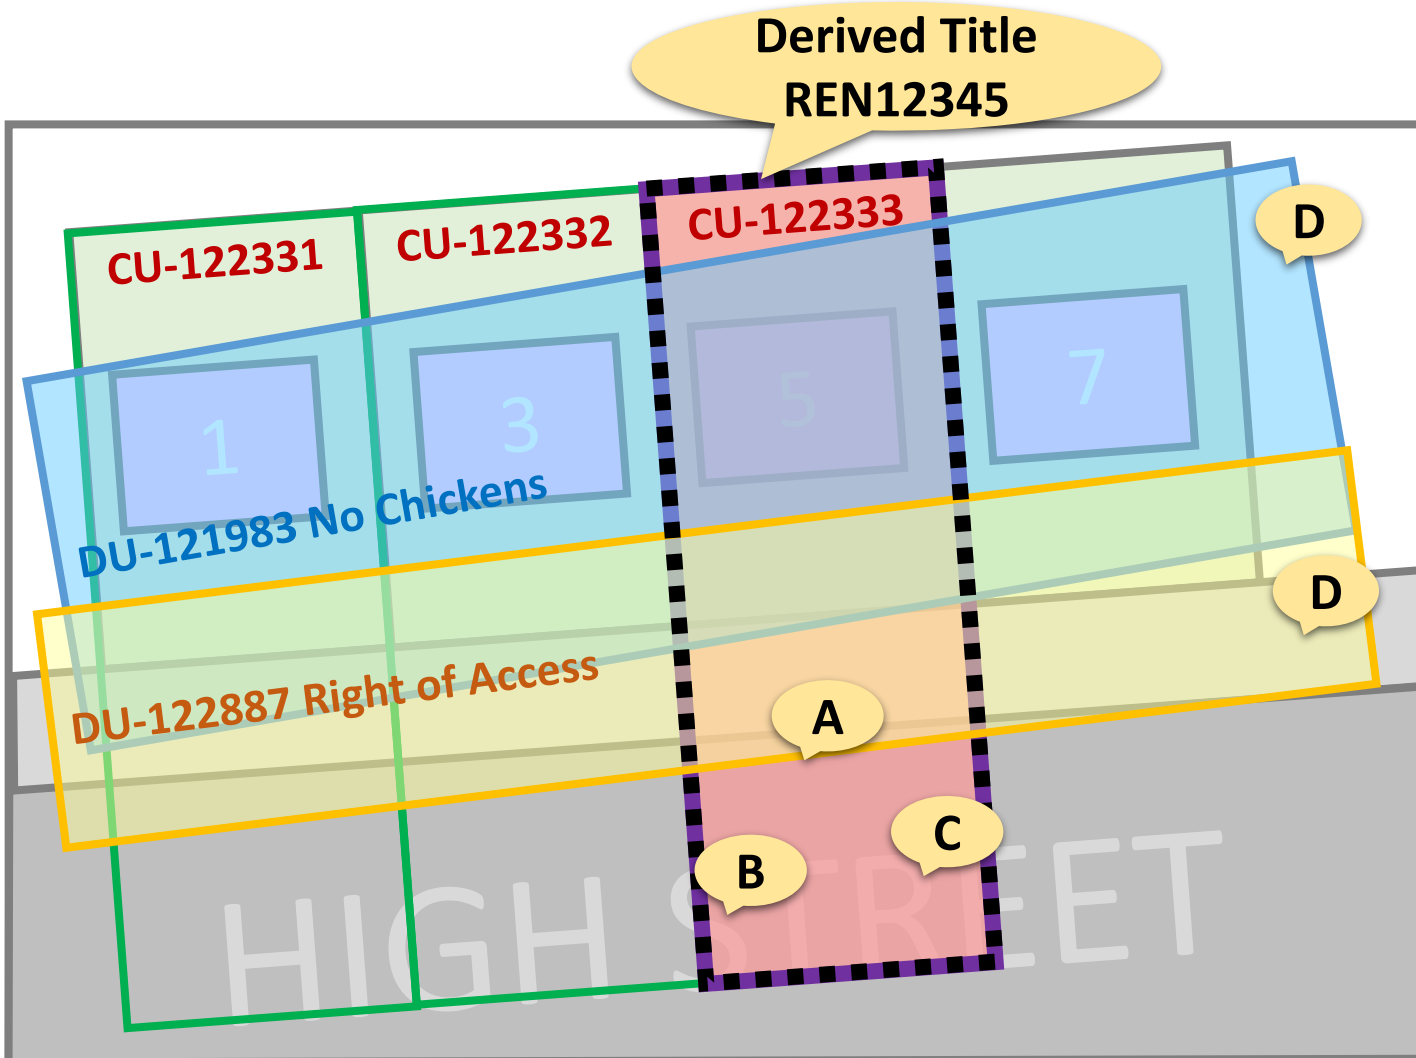 Derived Title
REN12345
CU-122331
CU-122332
CU-122333
D
1
3
5
7
DU-121983 No Chickens
D
DU-122887 Right of Access
A
B
C
HIGH STREET